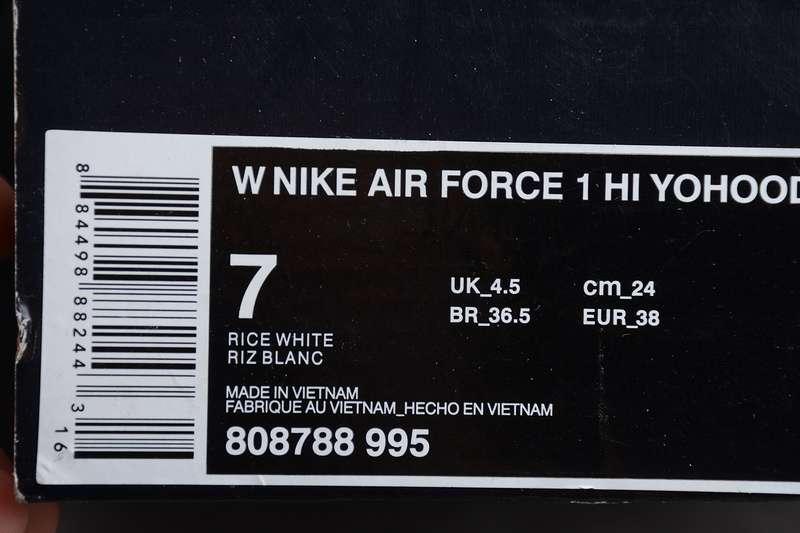 8 84498 88244 3
16
W NIKE AIR FORCE 1 HI YOHOOD
7
UK_4.5 cm_24
BR_36.5 EUR_38
RICE WHITE
RIZ BLANC
MADE IN VIETNAM
FABRIQUE AU VIETNAM_HECHO EN VIETNAM
808788 995